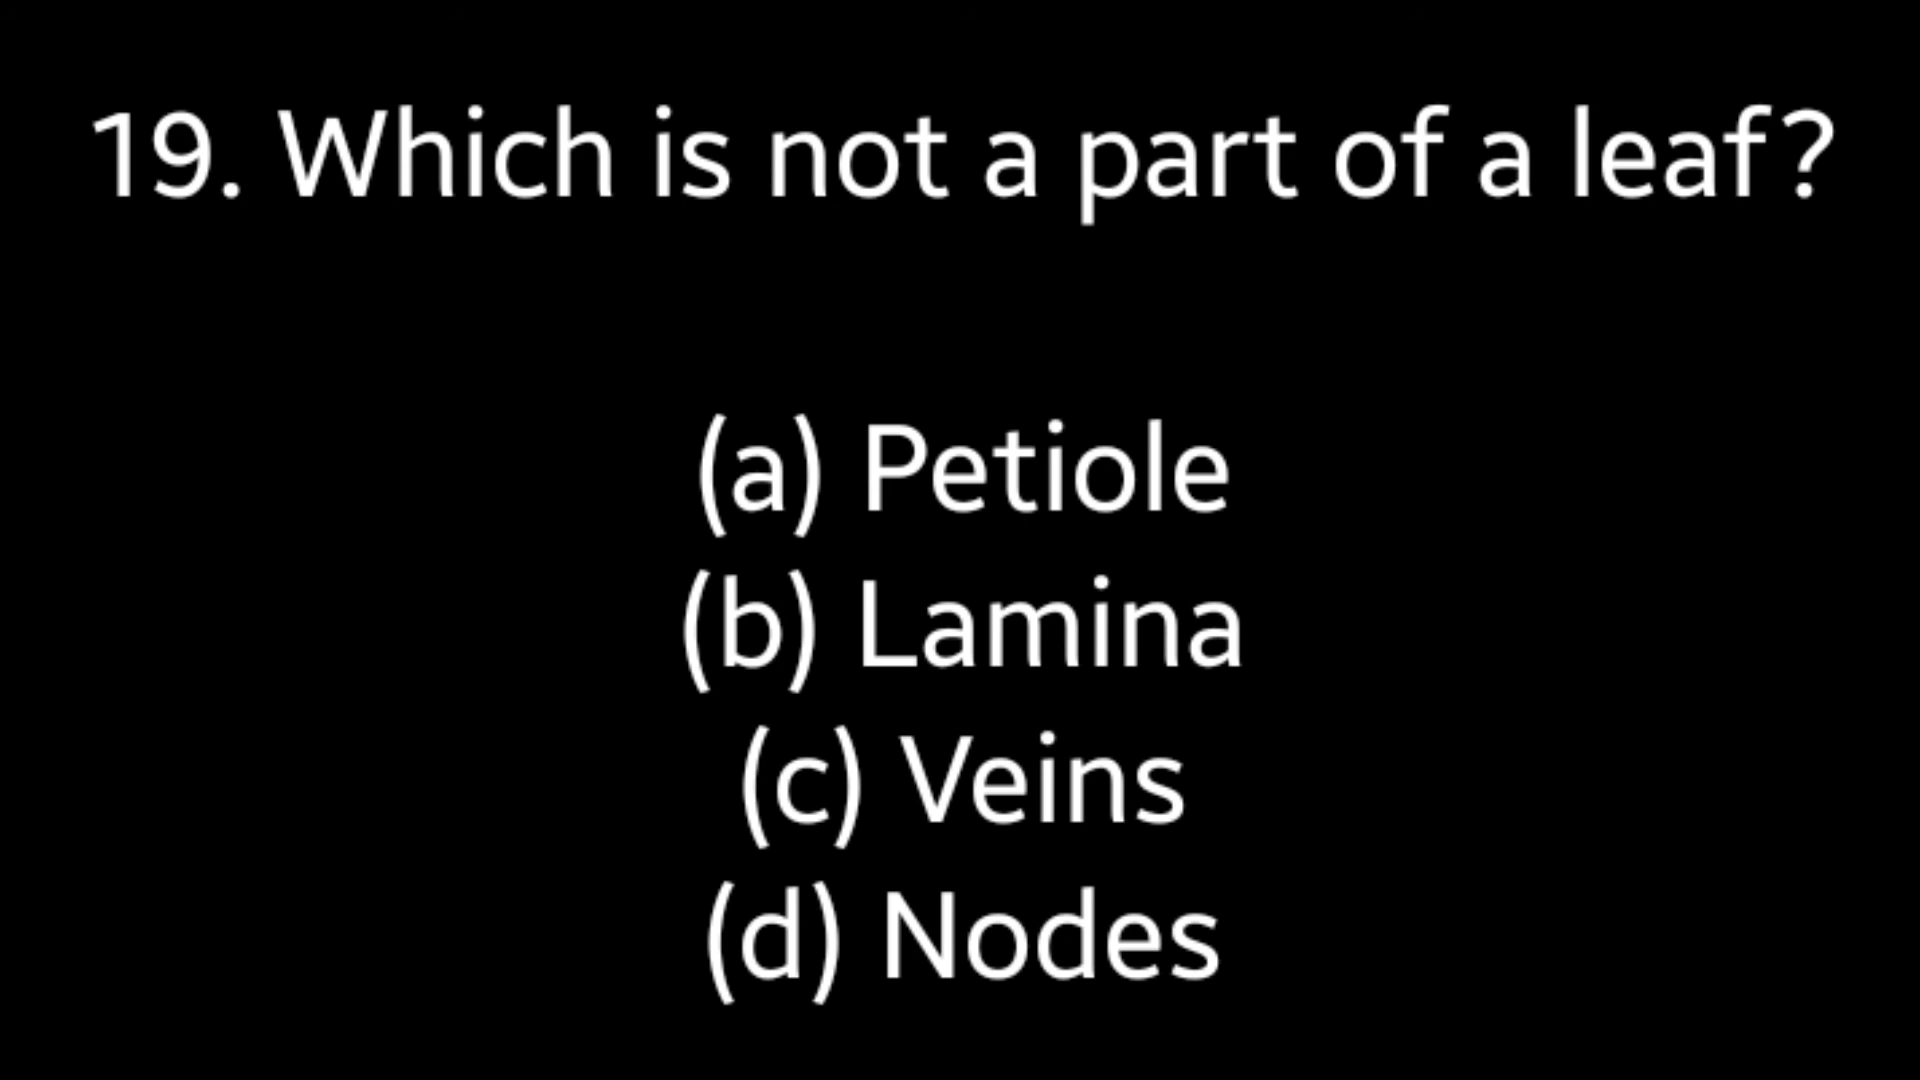 19. Which is not a part of a leaf?
(a) Petiole
(b) Lamina
(c) Veins
(d) Nodes